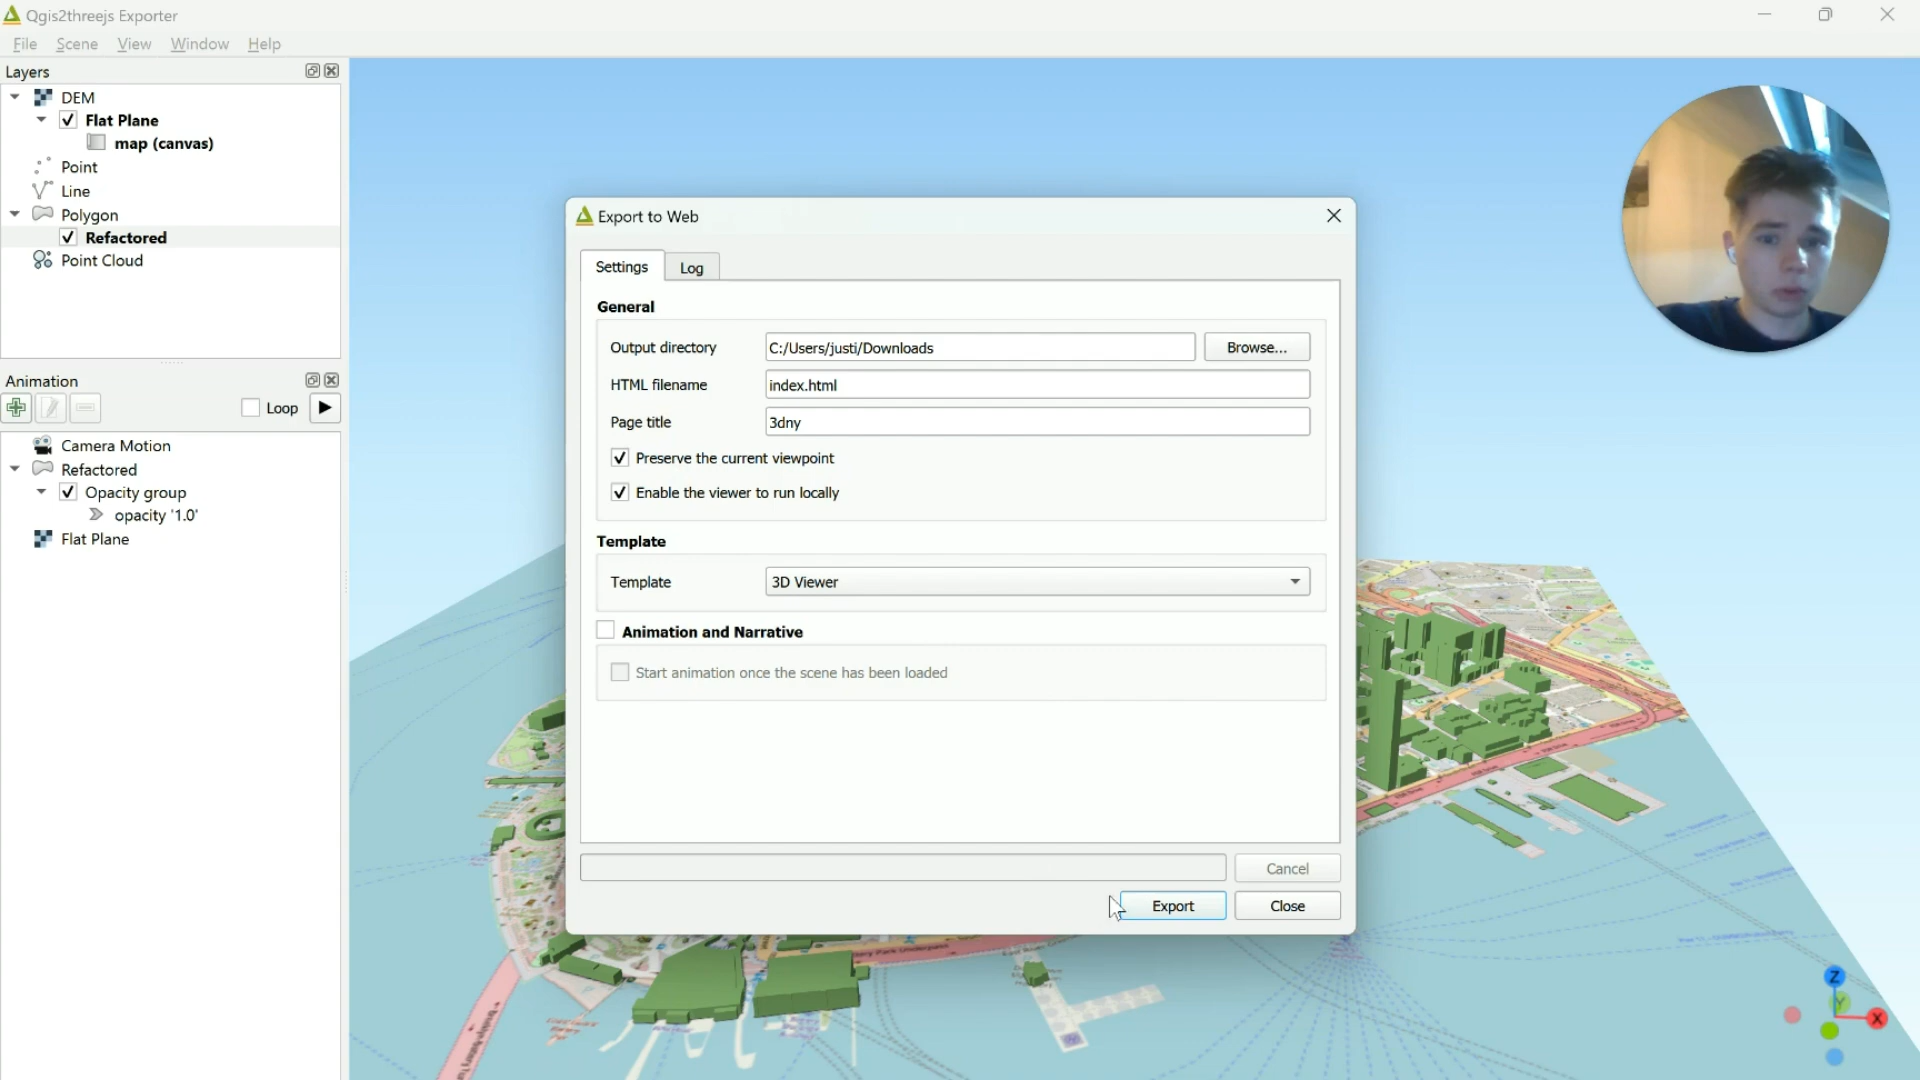 Qgis2threejs Exporter
File Scene View Window Help
Layers
DEM
Flat Plane
map (canvas)
Point
Line
Polygon
Refactored
Point Cloud
Animation
Loop
Camera Motion
Refactored
Opacity group
opacity '1.0'
Flat Plane
Export to Web
Settings Log
General
Output directory C:/Users/justi/Downloads Browse...
HTML filename index.html
Page title 3dny
Preserve the current viewpoint
Enable the viewer to run locally
Template
Template 3D Viewer
Animation and Narrative
Start animation once the scene has been loaded
Cancel
Export Close
Z
Y
X